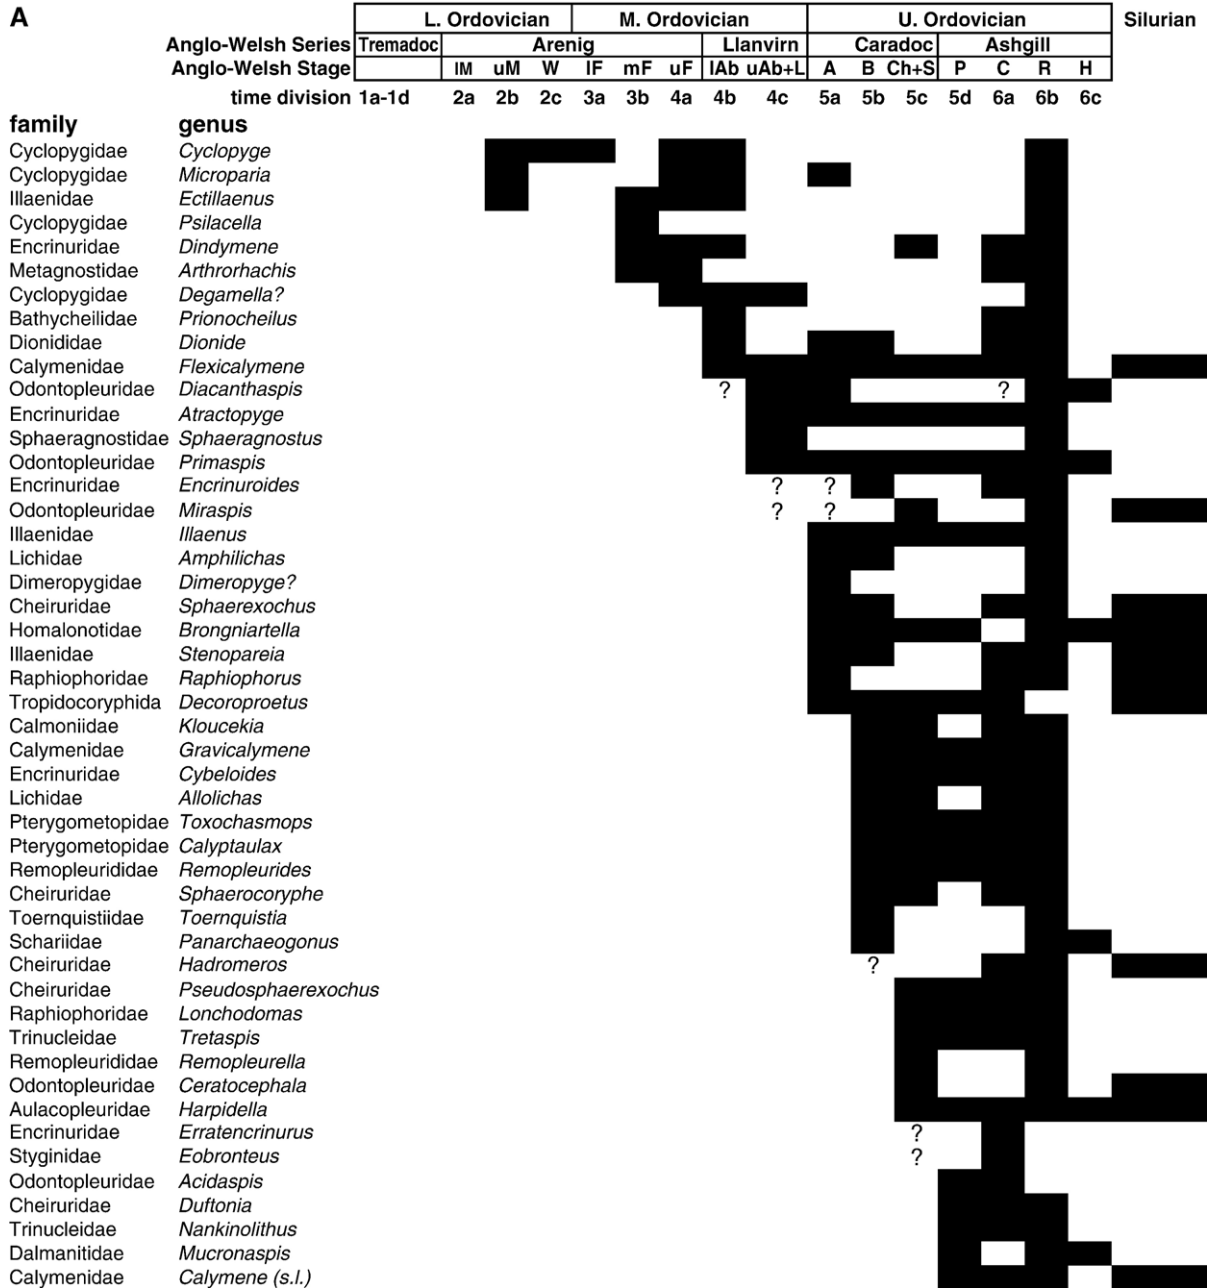 A
L. Ordovician M. Ordovician U. Ordovician Silurian
Anglo-Welsh Series Tremadoc Arenig Llanvirn Caradoc Ashgill
Anglo-Welsh Stage lM uM W lF mF uF lAb uAb+L A B Ch+S P C R H
time division 1a-1d 2a 2b 2c 3a 3b 4a 4b 4c 5a 5b 5c 5d 6a 6b 6c
family genus
Cyclopygidae Cyclopyge
Cyclopygidae Microparia
Illaenidae Ectillaenus
Cyclopygidae Psilacella
Encrinuridae Dindymene
Metagnostidae Arthrorhachis
Cyclopygidae Degamella?
Bathycheilidae Prionocheilus
Dionididae Dionide
Calymenidae Flexicalymene
Odontopleuridae Diacanthaspis ? ?
Encrinuridae Atractopyge
Sphaeragnostidae Sphaeragnostus
Odontopleuridae Primaspis
Encrinuridae Encrinuroides ? ?
Odontopleuridae Miraspis ? ?
Illaenidae Illaenus
Lichidae Amphilichas
Dimeropygidae Dimeropyge?
Cheiruridae Sphaerexochus
Homalonotidae Brongniartella
Illaenidae Stenopareia
Raphiophoridae Raphiophorus
Tropidocoryphida Decoroproetus
Calmoniidae Kloucekia
Calymenidae Gravicalymene
Encrinuridae Cybeloides
Lichidae Allolichas
Pterygometopidae Toxochasmops
Pterygometopidae Calyptaulax
Remopleurididae Remopleurides
Cheiruridae Sphaerocoryphe
Toernquistiidae Toernquistia
Schariidae Panarchaeogonus
Cheiruridae Hadromeros ?
Cheiruridae Pseudosphaerexochus
Raphiophoridae Lonchodomas
Trinucleidae Tretaspis
Remopleurididae Remopleurella
Odontopleuridae Ceratocephala
Aulacopleuridae Harpidella
Encrinuridae Erratencrinurus ?
Styginidae Eobronteus ?
Odontopleuridae Acidaspis
Cheiruridae Duftonia
Trinucleidae Nankinolithus
Dalmanitidae Mucronaspis
Calymenidae Calymene (s.l.)